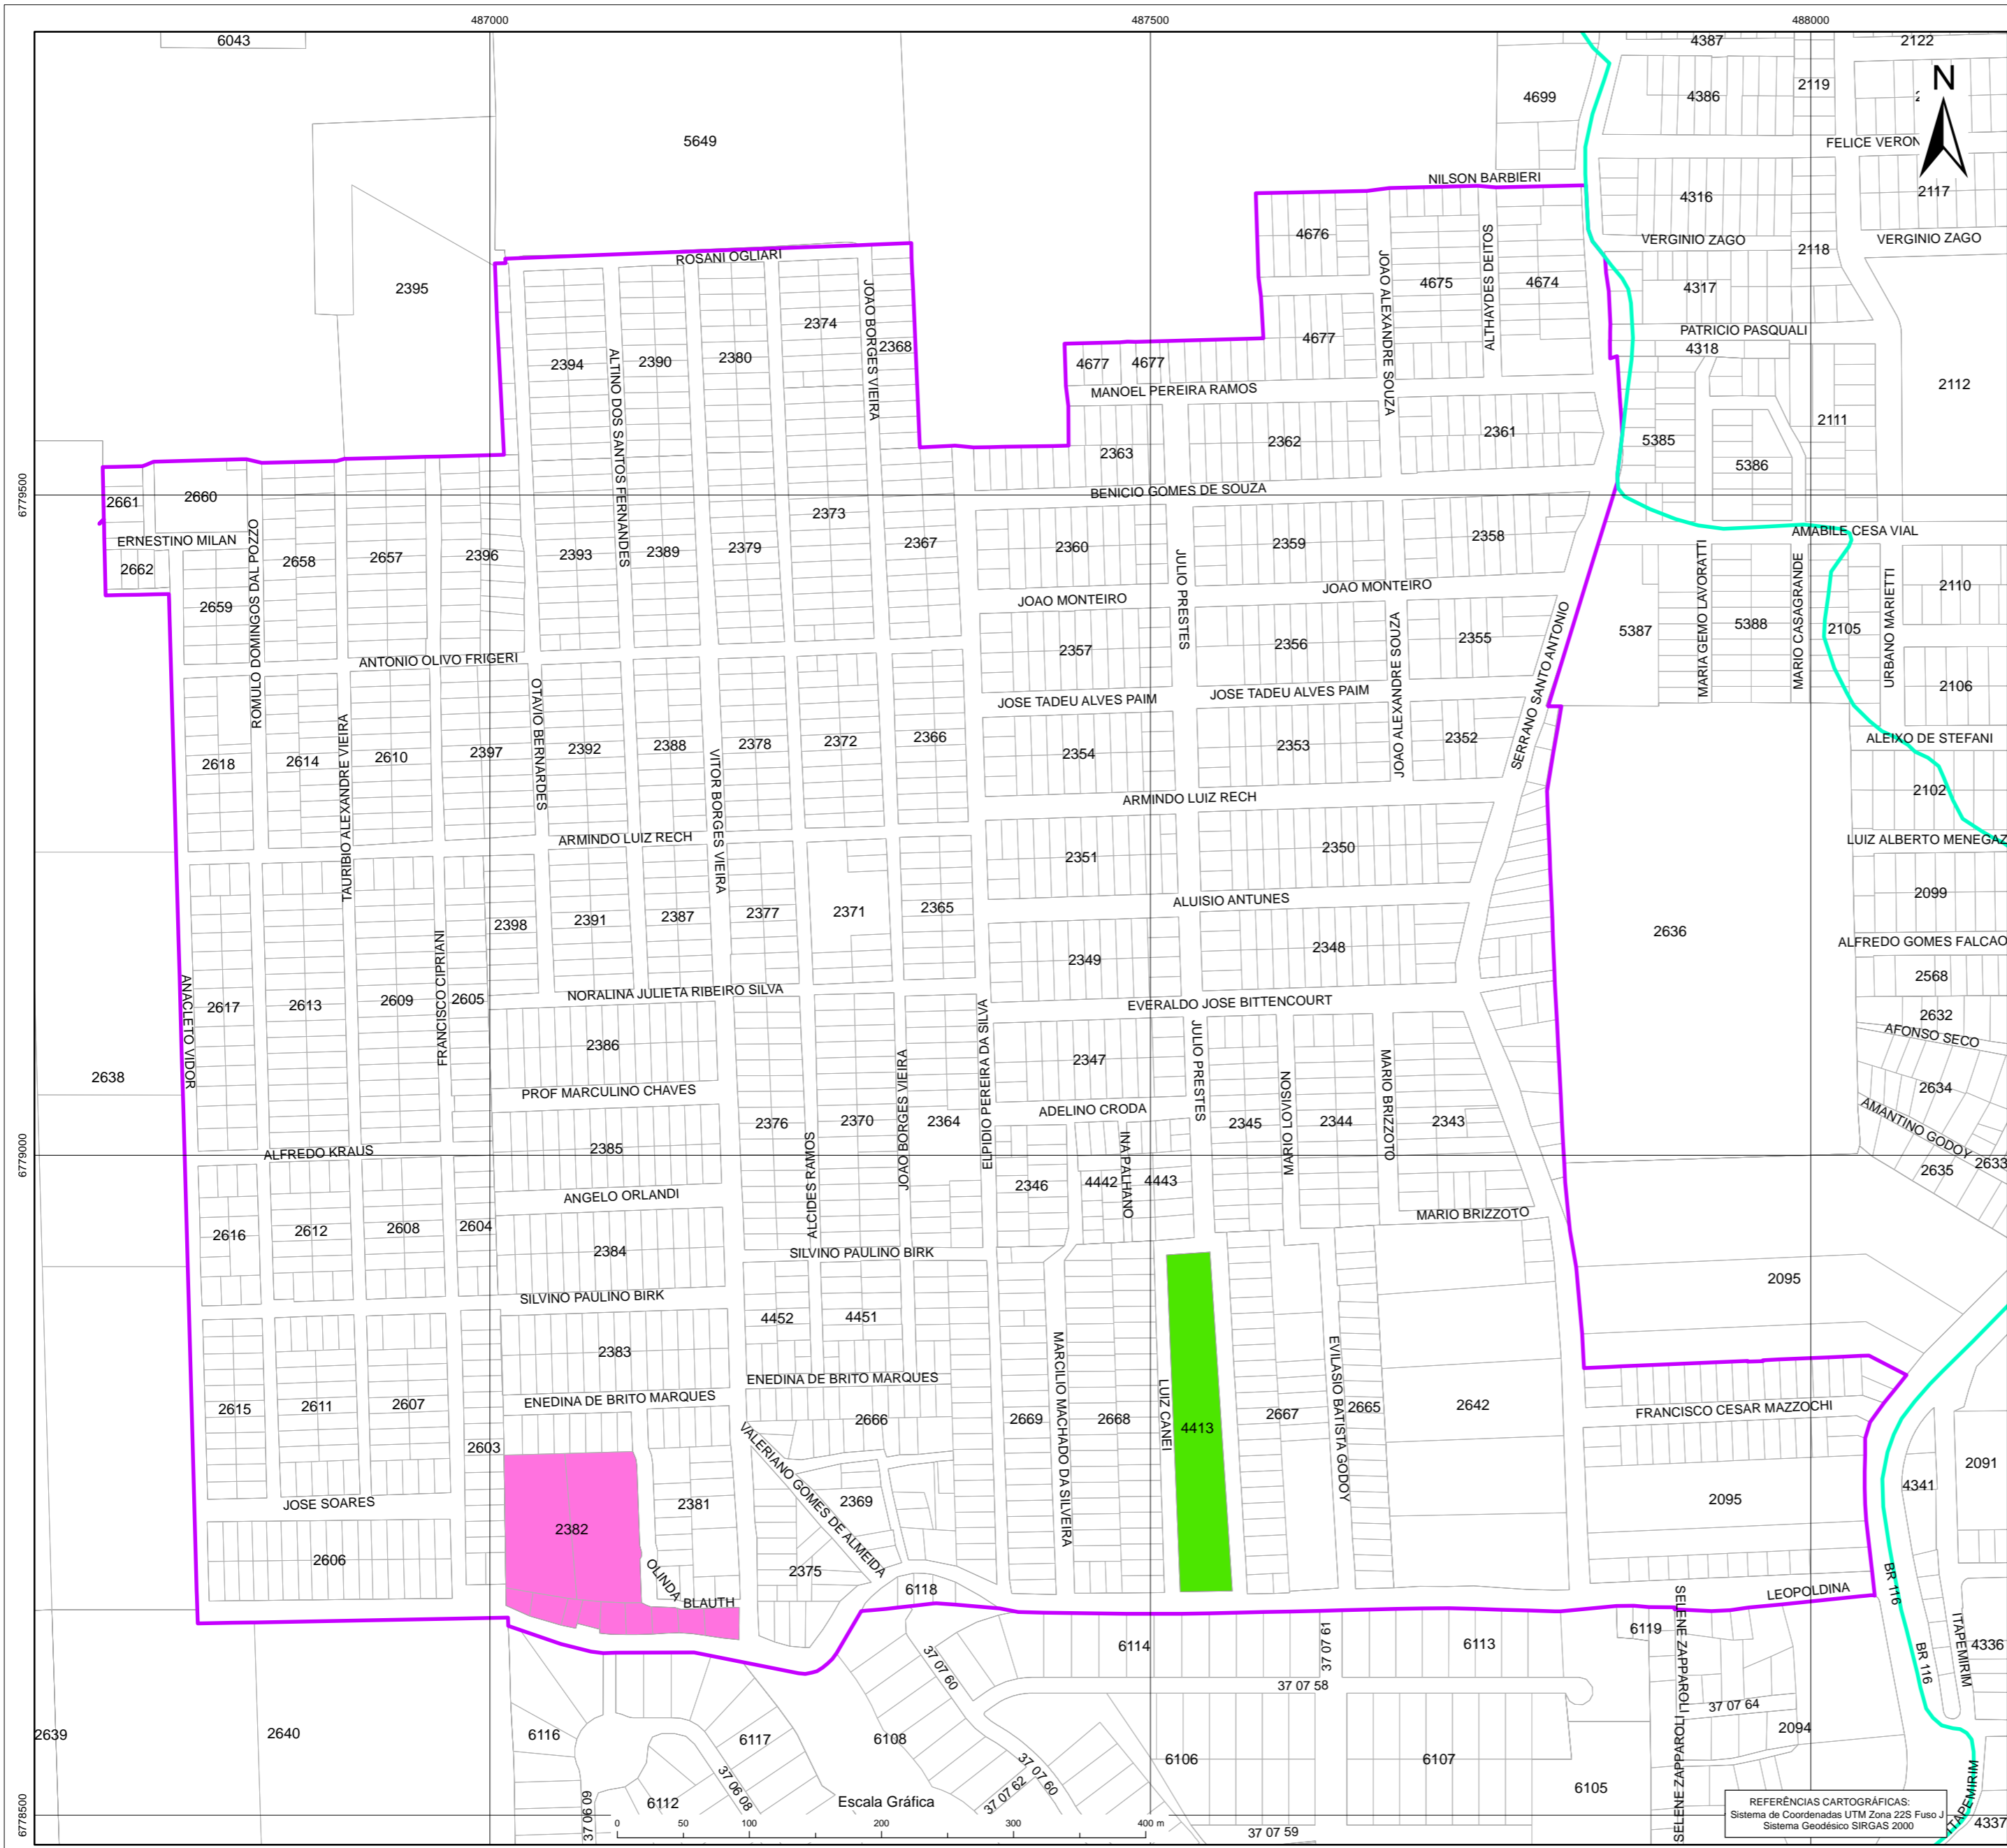 487000
487500
488000
6043
4387
2122
4699
4386
2119
5649
FELICE VERON
N
NILSON BARBIERI
4316
2117
4676
VERGINIO ZAGO
VERGINIO ZAGO
2118
ROSANI OGLIARI
2395
4675
4674
4317
JOAO ALEXANDRE SOUZA
ALTHAYDES DEITOS
JOAO BORGES VIEIRA
2374
PATRICIO PASQUALI
2368
4677
4318
2394
2390
2380
4677
4677
2112
MANOEL PEREIRA RAMOS
ALTINO DOS SANTOS FERNANDES
2363
2362
2361
5385
2111
5386
6779500
2661
2660
BENICIO GOMES DE SOUZA
2373
AMABILE CESA VIAL
ERNESTINO MILAN
2658
2657
2396
2393
2389
2379
2367
2360
2359
2358
2662
ROMULO DOMINGOS DAL POZZO
JULIO PRESTES
JOAO MONTEIRO
JOAO MONTEIRO
2110
2659
MARIA GEMO LAVORATTI
MARIO CASAGRANDE
URBANO MARIETTI
5387
5388
2105
2357
2356
2355
JOAO ALEXANDRE SOUZA
SERRANO SANTO ANTONIO
ANTONIO OLIVO FRIGERI
2106
JOSE TADEU ALVES PAIM
JOSE TADEU ALVES PAIM
OTAVIO BERNARDES
2618
2614
2610
2397
2392
2388
2378
2372
2366
2354
2353
2352
ALEIXO DE STEFANI
TAURIBIO ALEXANDRE VIEIRA
VITOR BORGES VIEIRA
2102
ARMINDO LUIZ RECH
ARMINDO LUIZ RECH
LUIZ ALBERTO MENEGAZ
2351
2350
2099
ALUISIO ANTUNES
2398
2391
2387
2377
2371
2365
2636
ALFREDO GOMES FALCAO
2349
2348
2568
FRANCISCO CIPRIANI
NORALINA JULIETA RIBEIRO SILVA
EVERALDO JOSE BITTENCOURT
2617
2613
2609
2605
2632
AFONSO SECO
ANACLETO VIDOR
2386
2347
JULIO PRESTES
ELPIDIO PEREIRA DA SILVA
2638
2634
PROF MARCULINO CHAVES
ADELINO CRODA
MARIO LOVISON
MARIO BRIZZOTO
AMANTINO GODOY
2376
2370
2364
2345
2344
2343
2385
6779000
ALFREDO KRAUS
JOAO BORGES VIEIRA
INA PALHANO
2635
2633
ALCIDES RAMOS
2346
4442
4443
ANGELO ORLANDI
2616
2612
2608
2604
MARIO BRIZZOTO
2384
SILVINO PAULINO BIRK
2095
SILVINO PAULINO BIRK
4452
4451
2383
MARCILIO MACHADO DA SILVEIRA
EVILASIO BATISTA GODOY
LUIZ CANEI
ENEDINA DE BRITO MARQUES
ENEDINA DE BRITO MARQUES
2615
2611
2607
2666
2669
2668
4413
2667
2665
2642
FRANCISCO CESAR MAZZOCHI
2603
VALERIANO GOMES DE ALMEIDA
2091
4341
JOSE SOARES
2381
2369
2095
2382
2606
2375
OLINDA
BLAUTH
6118
BR 116
LEOPOLDINA
6119
6114
6113
37 07 61
37 07 60
SELENE ZAPPAROLI
ITAPEMIRIM
4336
BR 116
37 07 58
37 07 64
2639
2640
6116
6117
6108
2094
6106
6107
6105
37 07 60
37 07 62
37 06 08
6112
37 06 09
SELENE ZAPPAROLI
ITAPEMIRIM
6778500
Escala Gráfica
0
50
100
200
300
400 m
37 07 59
4337
REFERÊNCIAS CARTOGRÁFICAS:
Sistema de Coordenadas UTM Zona 22S Fuso J
Sistema Geodésico SIRGAS 2000